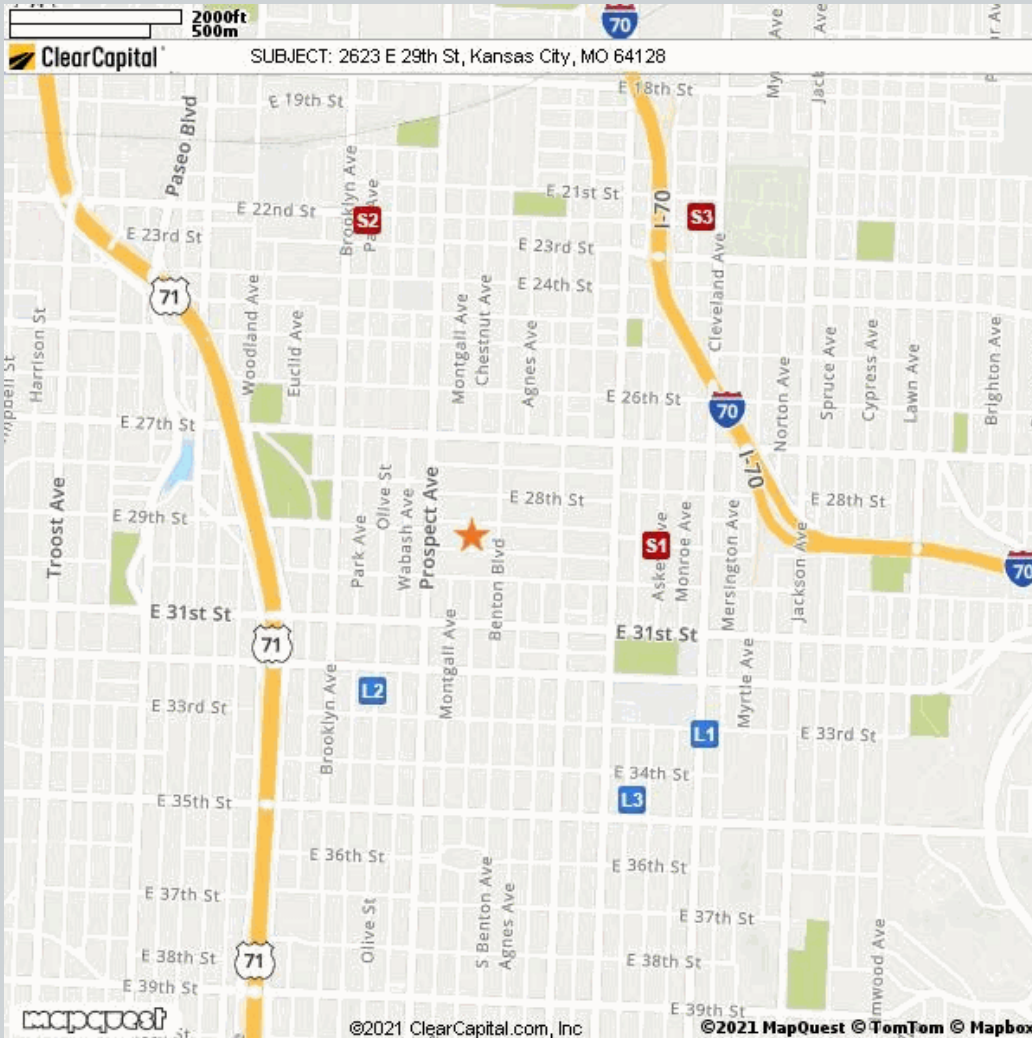 70
2000ft
500m
ClearCapital
SUBJECT: 2623 E 29th St, Kansas City, MO 64128
E 18th St
E 19th St
Paseo Blvd
Brooklyn Ave
E 21st St
I-70
E 22nd St
S2
S3
E 23rd St
E 23rd St
E 24th St
71
Cleveland Ave
Woodland Ave
Euclid Ave
Montgall Ave
Chestnut Ave
Agnes Ave
Harrison St
Norton Ave
Spruce Ave
Cypress Ave
Lawn Ave
Brighton Ave
E 26th St
70
E 27th St
I-70
Troost Ave
Olive St
Wabash Ave
Prospect Ave
E 28th St
E 28th St
E 29th St
Park Ave
Benton Blvd
S1
Monroe Ave
Mersington Ave
Jackson Ave
70
E 31st St
E 31st St
71
Montgall Ave
Myrtle Ave
Brooklyn Ave
L2
E 33rd St
L1
E 33rd St
E 34th St
L3
E 35th St
E 36th St
E 36th St
S Benton Ave
Agnes Ave
E 37th St
Olive St
E 37th St
71
E 38th St
E 38th St
E 39th St
E 39th St
mapquest
©2021 ClearCapital.com, Inc
©2021 MapQuest © TomTom © Mapbox